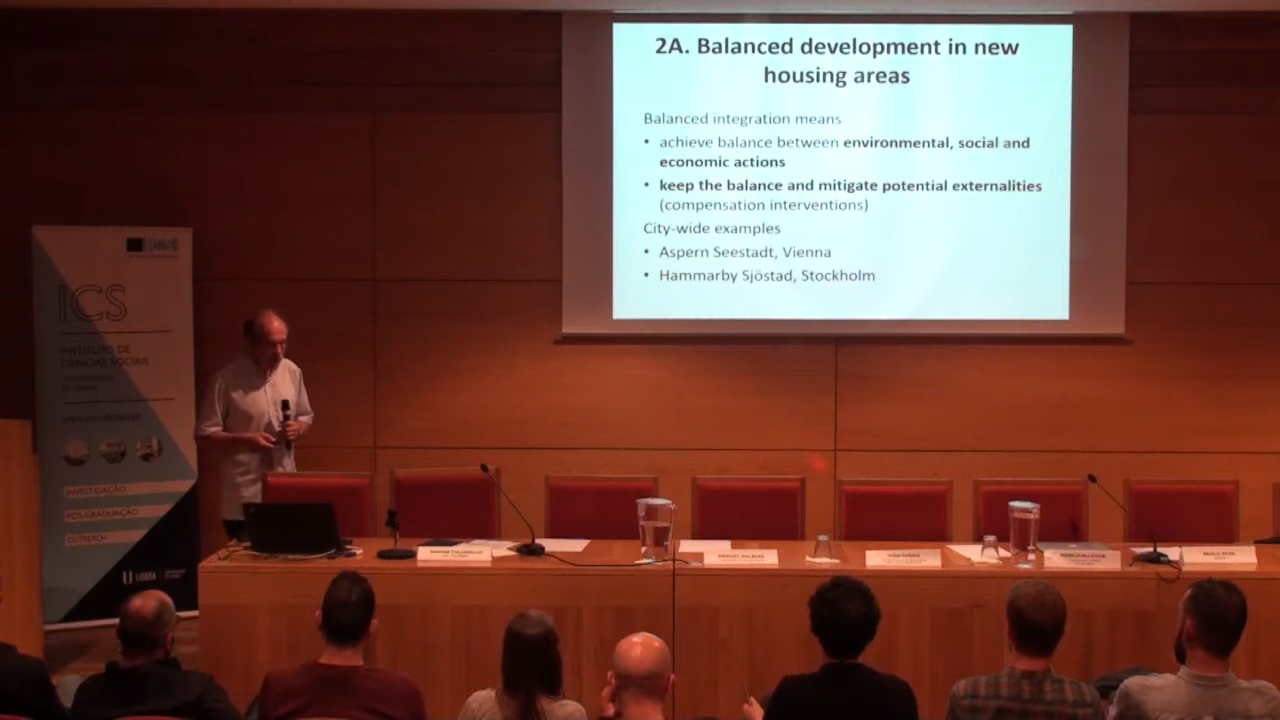 2A. Balanced development in new
housing areas
Balanced integration means
• achieve balance between environmental, social and
economic actions
• keep the balance and mitigate potential externalities
(compensation interventions)
City-wide examples
• Aspern Seestadt, Vienna
• Hammarby Sjöstad, Stockholm
ICS
INSTITUTO DE
CIÊNCIAS SOCIAIS
INVESTIGAÇÃO
PÓS-GRADUAÇÃO
OUTREACH
LISBOA